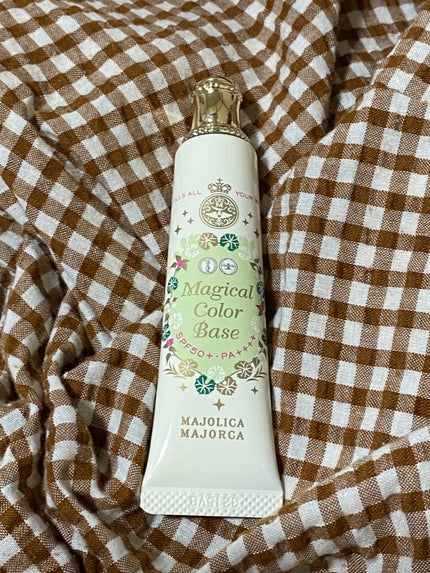 Magical
Color
Base
SPF50+・PA++++
MAJOLICA
MAJORCA